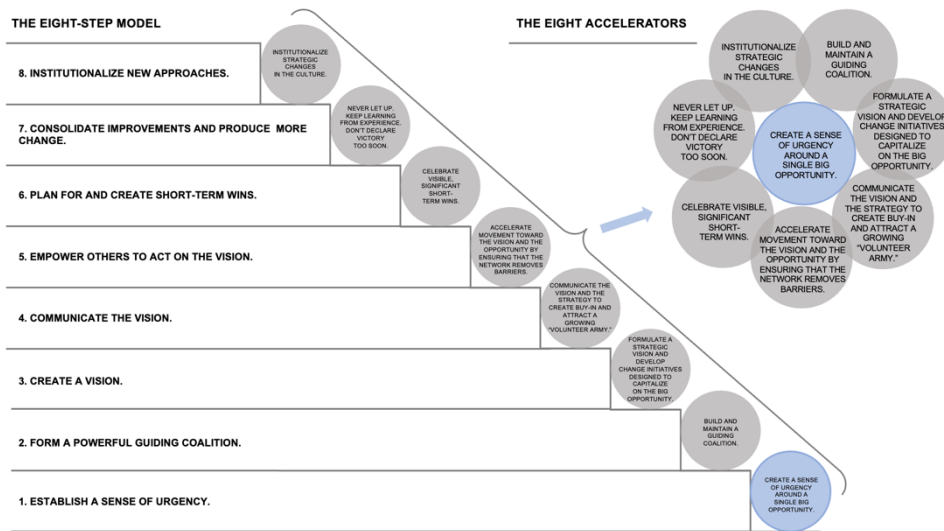 THE EIGHT-STEP MODEL
8. INSTITUTIONALIZE NEW APPROACHES.
INSTITUTIONALIZE
STRATEGIC
CHANGES
IN THE CULTURE.
7. CONSOLIDATE IMPROVEMENTS AND PRODUCE MORE
CHANGE.
NEVER LET UP.
KEEP LEARNING
FROM EXPERIENCE.
DON'T DECLARE
VICTORY
TOO SOON.
6. PLAN FOR AND CREATE SHORT-TERM WINS.
CELEBRATE
VISIBLE,
SIGNIFICANT
SHORT-
TERM WINS.
5. EMPOWER OTHERS TO ACT ON THE VISION.
ACCELERATE
MOVEMENT TOWARD
THE VISION AND THE
OPPORTUNITY BY
ENSURING THAT THE
NETWORK REMOVES
BARRIERS.
4. COMMUNICATE THE VISION.
COMMUNICATE THE
VISION AND THE
STRATEGY TO
CREATE BUY-IN AND
ATTRACT A
GROWING
"VOLUNTEER ARMY."
3. CREATE A VISION.
FORMULATE A
STRATEGIC
VISION AND
DEVELOP
CHANGE INITIATIVES
DESIGNED TO
CAPITALIZE
ON THE BIG
OPPORTUNITY.
2. FORM A POWERFUL GUIDING COALITION.
BUILD AND
MAINTAIN A
GUIDING
COALITION.
1. ESTABLISH A SENSE OF URGENCY.
CREATE A SENSE
OF URGENCY
AROUND A
SINGLE BIG
OPPORTUNITY.
THE EIGHT ACCELERATORS
INSTITUTIONALIZE
STRATEGIC
CHANGES
IN THE CULTURE.
BUILD AND
MAINTAIN A
GUIDING
COALITION.
FORMULATE A
STRATEGIC
VISION AND DEVELOP
CHANGE INITIATIVES
DESIGNED TO
CAPITALIZE
ON THE BIG
OPPORTUNITY.
NEVER LET UP.
KEEP LEARNING
FROM EXPERIENCE.
DON'T DECLARE
VICTORY
TOO SOON.
CREATE A SENSE
OF URGENCY
AROUND A
SINGLE BIG
OPPORTUNITY.
COMMUNICATE
THE VISION AND
THE STRATEGY TO
CREATE BUY-IN
AND ATTRACT A
GROWING
"VOLUNTEER
ARMY."
CELEBRATE VISIBLE,
SIGNIFICANT
SHORT-
TERM WINS.
ACCELERATE
MOVEMENT TOWARD
THE VISION AND THE
OPPORTUNITY BY
ENSURING THAT THE
NETWORK REMOVES
BARRIERS.